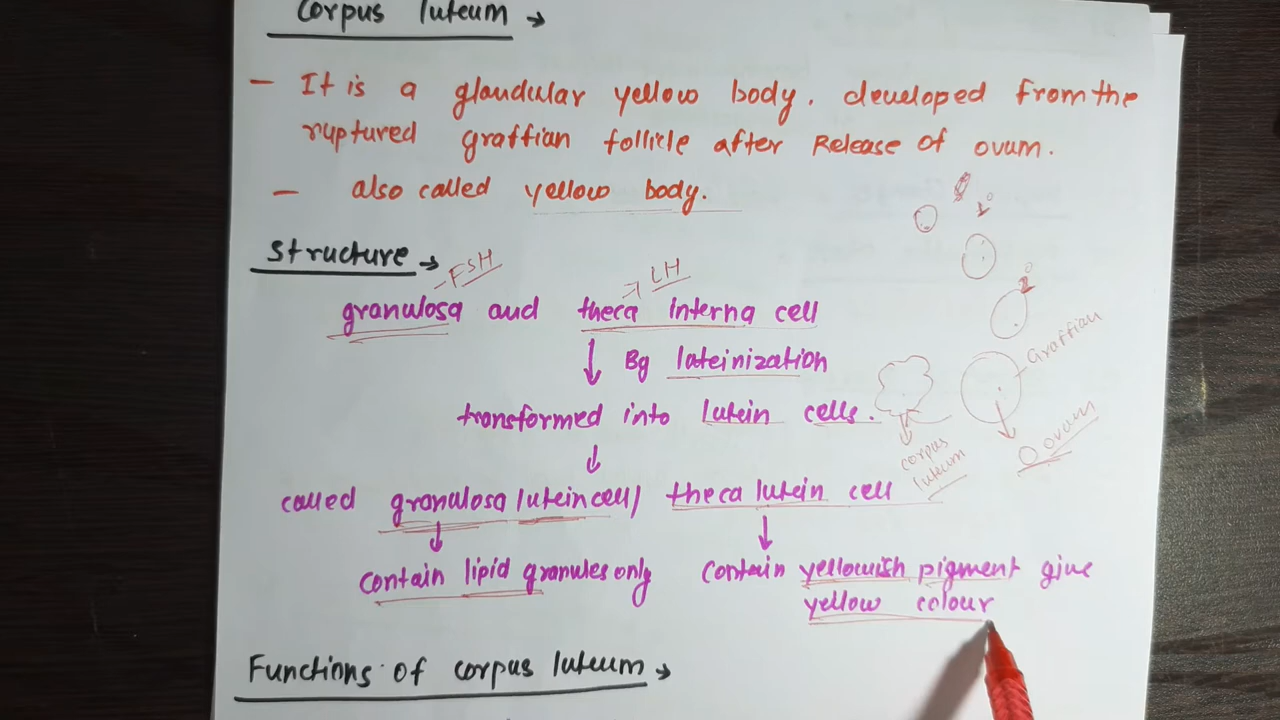 Corpus luteum →
- It is a glandular yellow body. developed from the
ruptured graffian follicle after Release of ovum.
- also called yellow body.
Structure →
FSH
LH
granulosa and theca interna cell
↓ By lateinization
transformed into lutein cells.
↓
called granulosa lutein cell/ theca lutein cell
contain lipid granules only
contain yellowish pigment give
yellow colour
Graffian
ovum
corpus
luteum
1°
2°
Functions of corpus luteum →